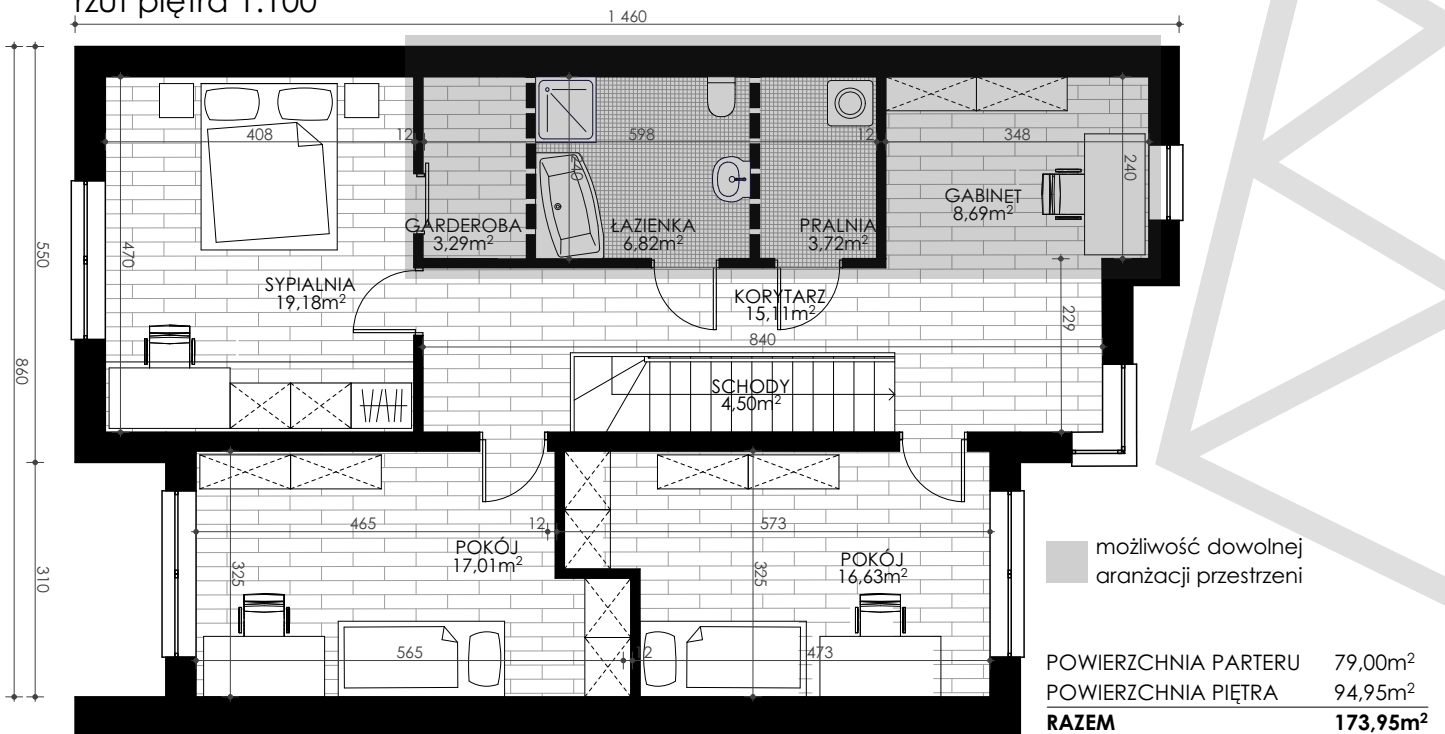 rzut piętra 1:100
1 460
408
12
598
12
348
240
240
GARDEROBA
3,29m²
ŁAZIENKA
6,82m²
PRALNIA
3,72m²
GABINET
8,69m²
550
470
SYPIALNIA
19,18m²
KORYTARZ
15,11m²
229
840
860
SCHODY
4,50m²
465
12
573
POKÓJ
17,01m²
POKÓJ
16,63m²
325
325
310
565
12
473
możliwość dowolnej
aranżacji przestrzeni
POWIERZCHNIA PARTERU 79,00m²
POWIERZCHNIA PIĘTRA 94,95m²
RAZEM 173,95m²